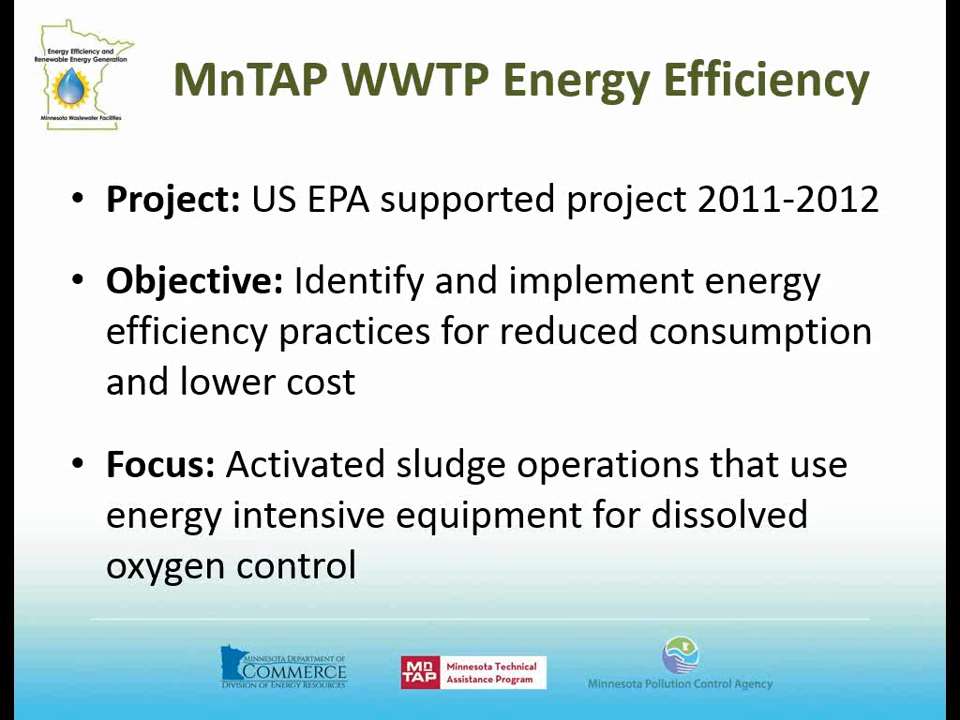 Energy Efficiency and
Renewable Energy Generation
Minnesota Wastewater Facilities
MnTAP WWTP Energy Efficiency
• Project: US EPA supported project 2011-2012
• Objective: Identify and implement energy
efficiency practices for reduced consumption
and lower cost
• Focus: Activated sludge operations that use
energy intensive equipment for dissolved
oxygen control
MINNESOTA DEPARTMENT OF
COMMERCE
DIVISION OF ENERGY RESOURCES
Mn
TAP
Minnesota Technical
Assistance Program
Minnesota Pollution Control Agency